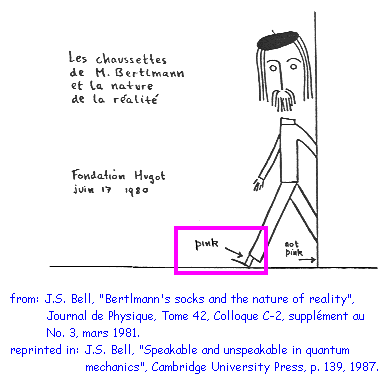 Les chaussettes
de M. Bertlmann
et la nature
de la réalité
Fondation Hugot
juin 17 1980
pink
not
pink
from: J.S. Bell, "Bertlmann's socks and the nature of reality",
Journal de Physique, Tome 42, Colloque C-2, supplément au
No. 3, mars 1981.
reprinted in: J.S. Bell, "Speakable and unspeakable in quantum
mechanics", Cambridge University Press, p. 139, 1987.